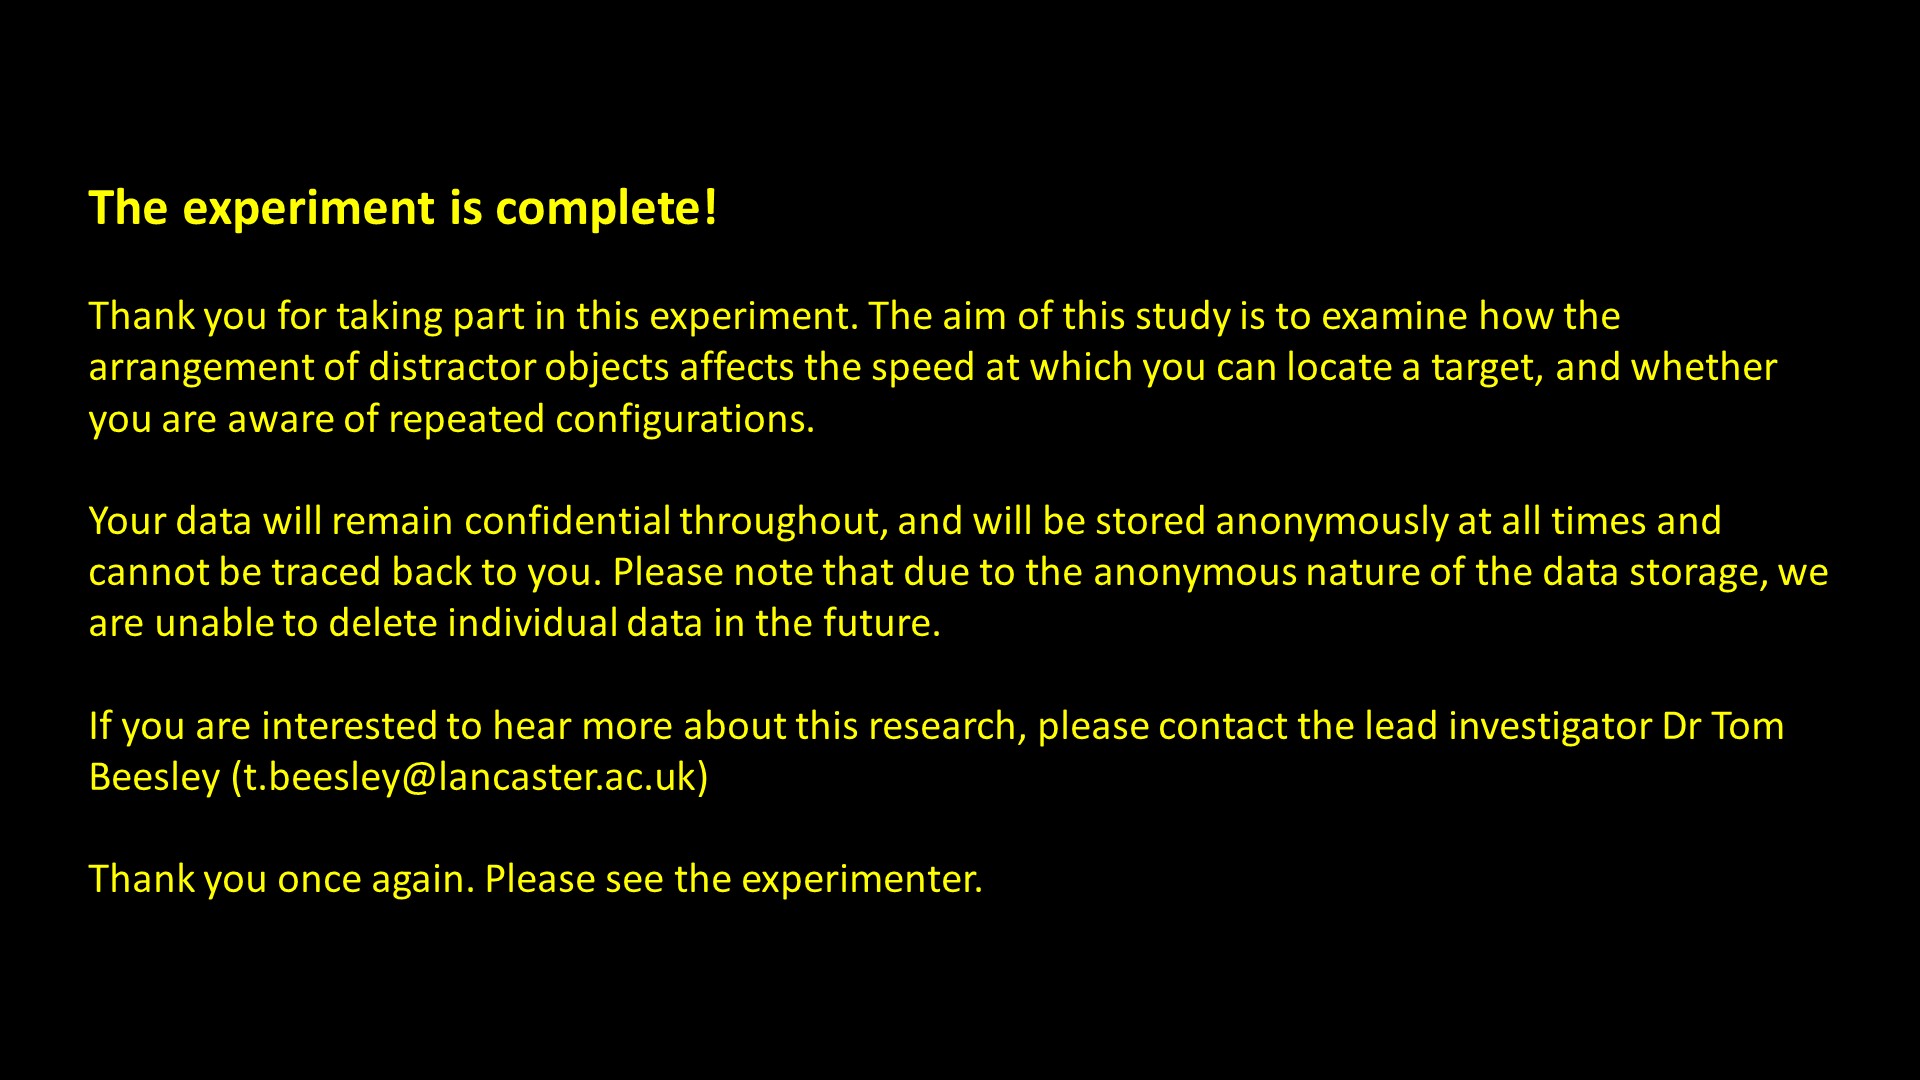 The experiment is complete!
Thank you for taking part in this experiment. The aim of this study is to examine how the
arrangement of distractor objects affects the speed at which you can locate a target, and whether
you are aware of repeated configurations.
Your data will remain confidential throughout, and will be stored anonymously at all times and
cannot be traced back to you. Please note that due to the anonymous nature of the data storage, we
are unable to delete individual data in the future.
If you are interested to hear more about this research, please contact the lead investigator Dr Tom
Beesley (t.beesley@lancaster.ac.uk)
Thank you once again. Please see the experimenter.